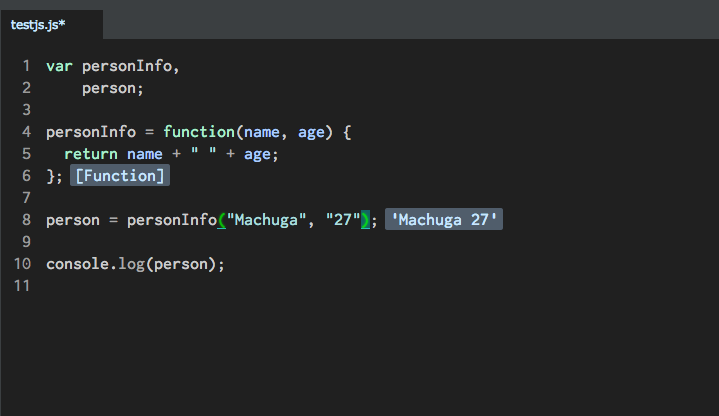 testjs.js*
1 var personInfo,
2     person;
3
4 personInfo = function(name, age) {
5   return name + " " + age;
6 }; [Function]
7
8 person = personInfo("Machuga", "27"); 'Machuga 27'
9
10 console.log(person);
11